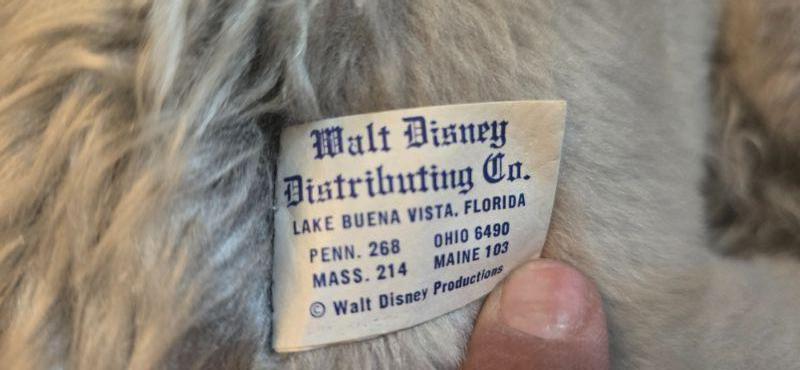 Walt Disney
Distributing Co.
LAKE BUENA VISTA, FLORIDA
PENN. 268 OHIO 6490
MASS. 214 MAINE 103
© Walt Disney Productions